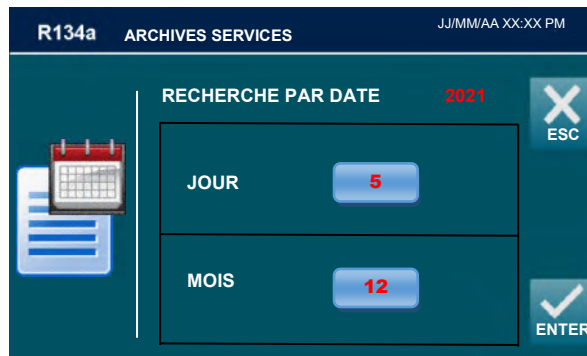 R134a ARCHIVES SERVICES JJ/MM/AA XX:XX PM
RECHERCHE PAR DATE 2021
ESC
JOUR 5
MOIS 12
ENTER